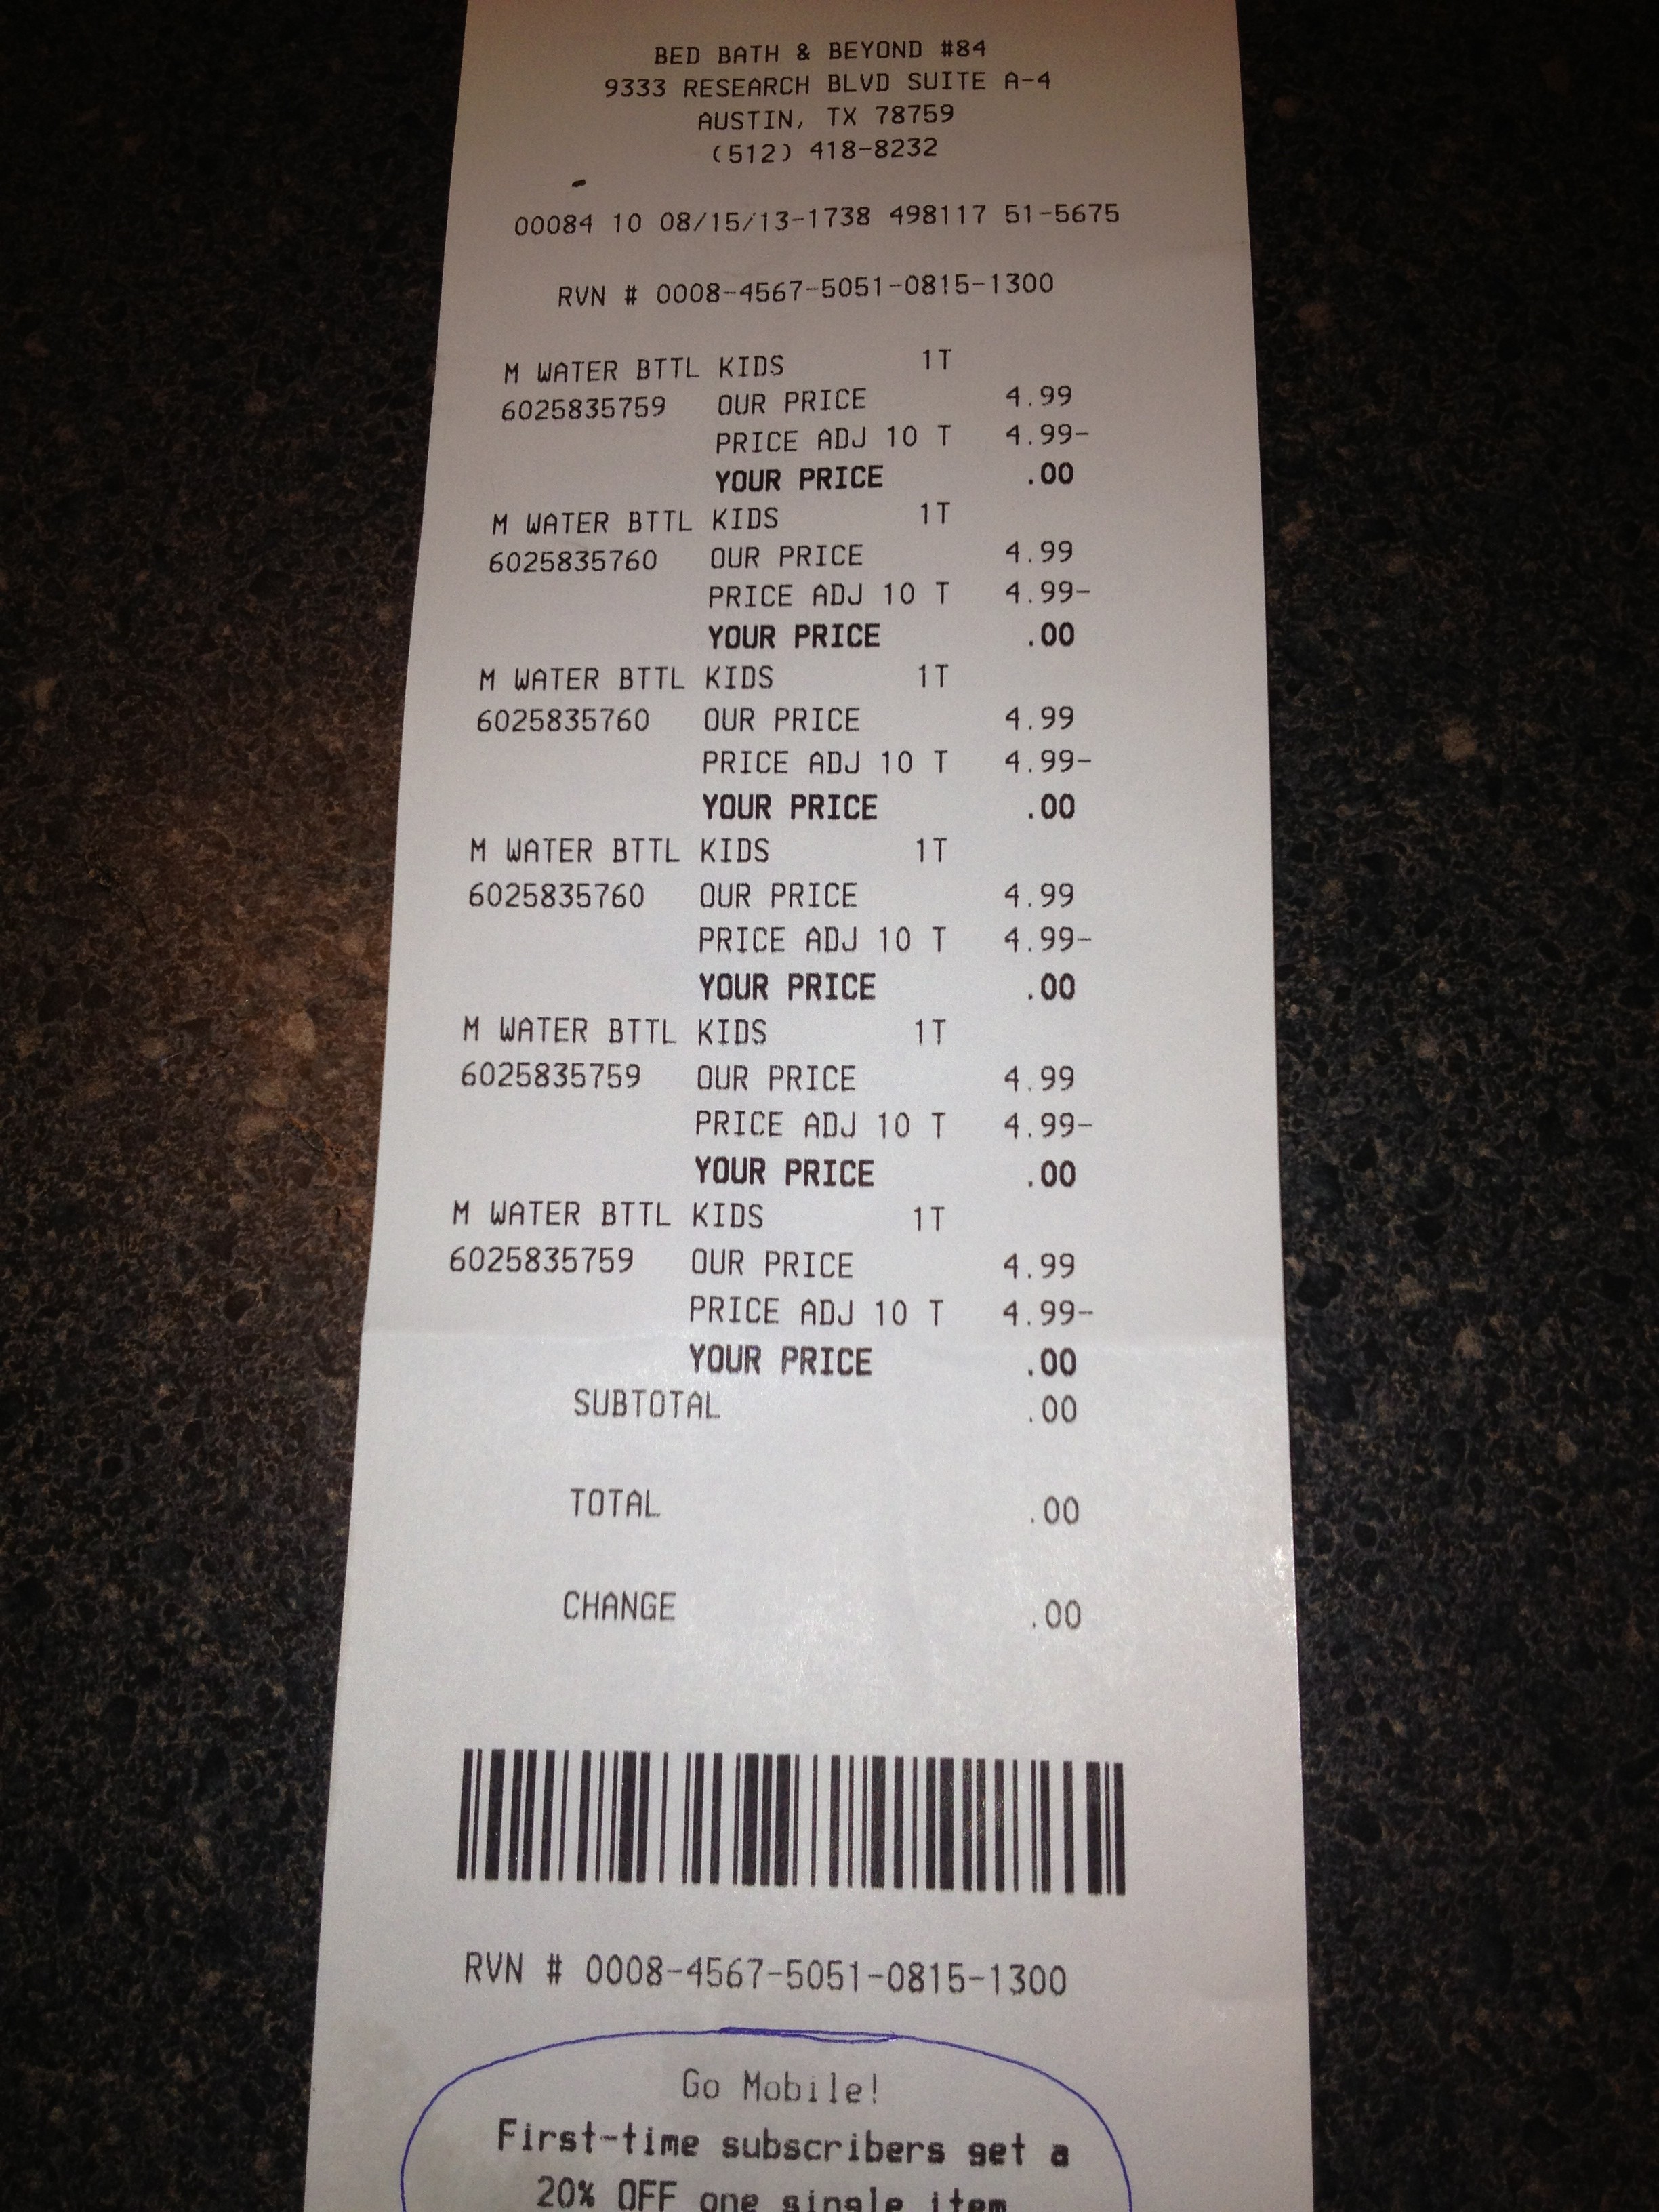 BED BATH & BEYOND #84
9333 RESEARCH BLVD SUITE A-4
AUSTIN, TX 78759
(512) 418-8232
00084 10 08/15/13-1738 498117 51-5675
RVN # 0008-4567-5051-0815-1300
M WATER BTTL KIDS 1T
6025835759 OUR PRICE 4.99
PRICE ADJ 10 T 4.99-
YOUR PRICE .00
M WATER BTTL KIDS 1T
6025835760 OUR PRICE 4.99
PRICE ADJ 10 T 4.99-
YOUR PRICE .00
M WATER BTTL KIDS 1T
6025835760 OUR PRICE 4.99
PRICE ADJ 10 T 4.99-
YOUR PRICE .00
M WATER BTTL KIDS 1T
6025835760 OUR PRICE 4.99
PRICE ADJ 10 T 4.99-
YOUR PRICE .00
M WATER BTTL KIDS 1T
6025835759 OUR PRICE 4.99
PRICE ADJ 10 T 4.99-
YOUR PRICE .00
M WATER BTTL KIDS 1T
6025835759 OUR PRICE 4.99
PRICE ADJ 10 T 4.99-
YOUR PRICE .00
SUBTOTAL .00
TOTAL .00
CHANGE .00
RVN # 0008-4567-5051-0815-1300
Go Mobile!
First-time subscribers get a
20% OFF one single item